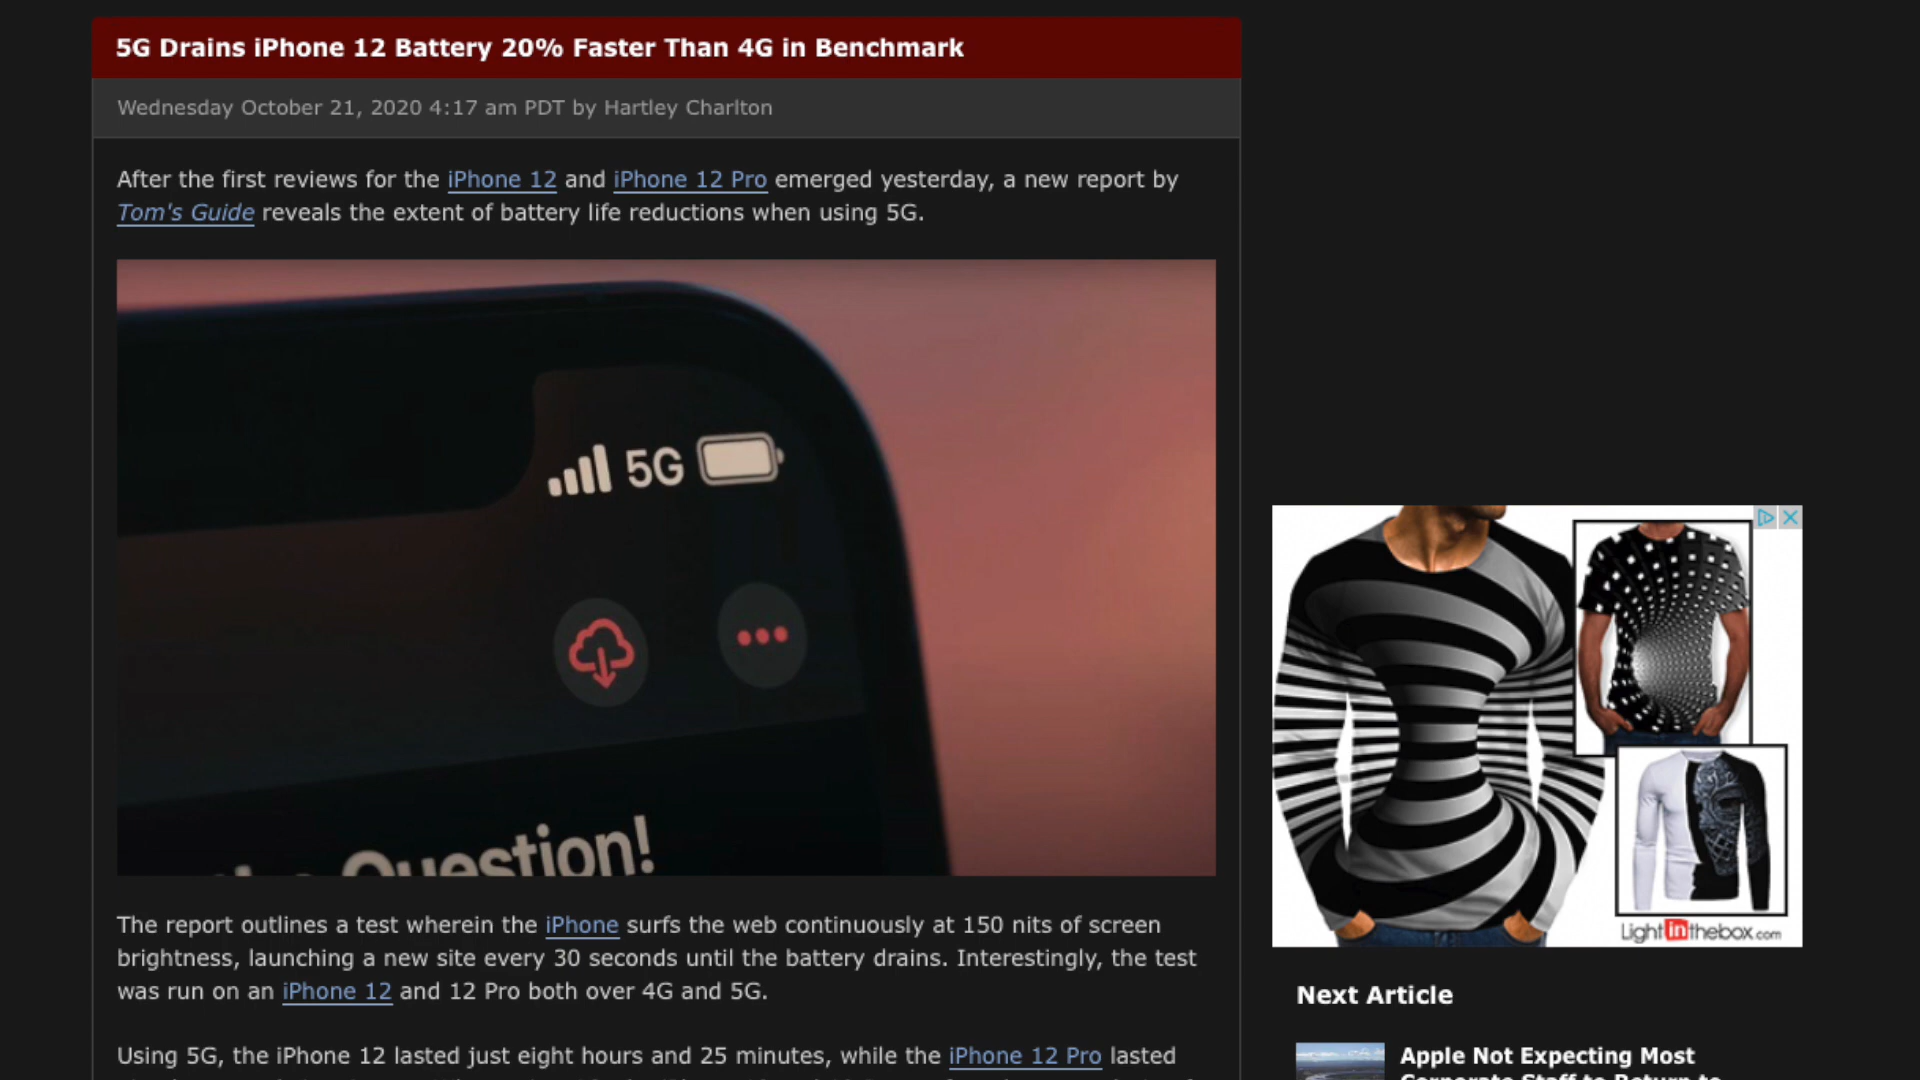 5G Drains iPhone 12 Battery 20% Faster Than 4G in Benchmark
Wednesday October 21, 2020 4:17 am PDT by Hartley Charlton
After the first reviews for the iPhone 12 and iPhone 12 Pro emerged yesterday, a new report by
Tom's Guide reveals the extent of battery life reductions when using 5G.
5G
Question!
The report outlines a test wherein the iPhone surfs the web continuously at 150 nits of screen
brightness, launching a new site every 30 seconds until the battery drains. Interestingly, the test
was run on an iPhone 12 and 12 Pro both over 4G and 5G.
Using 5G, the iPhone 12 lasted just eight hours and 25 minutes, while the iPhone 12 Pro lasted
Lightinthebox.com
Next Article
Apple Not Expecting Most
Corporate Staff to Return to